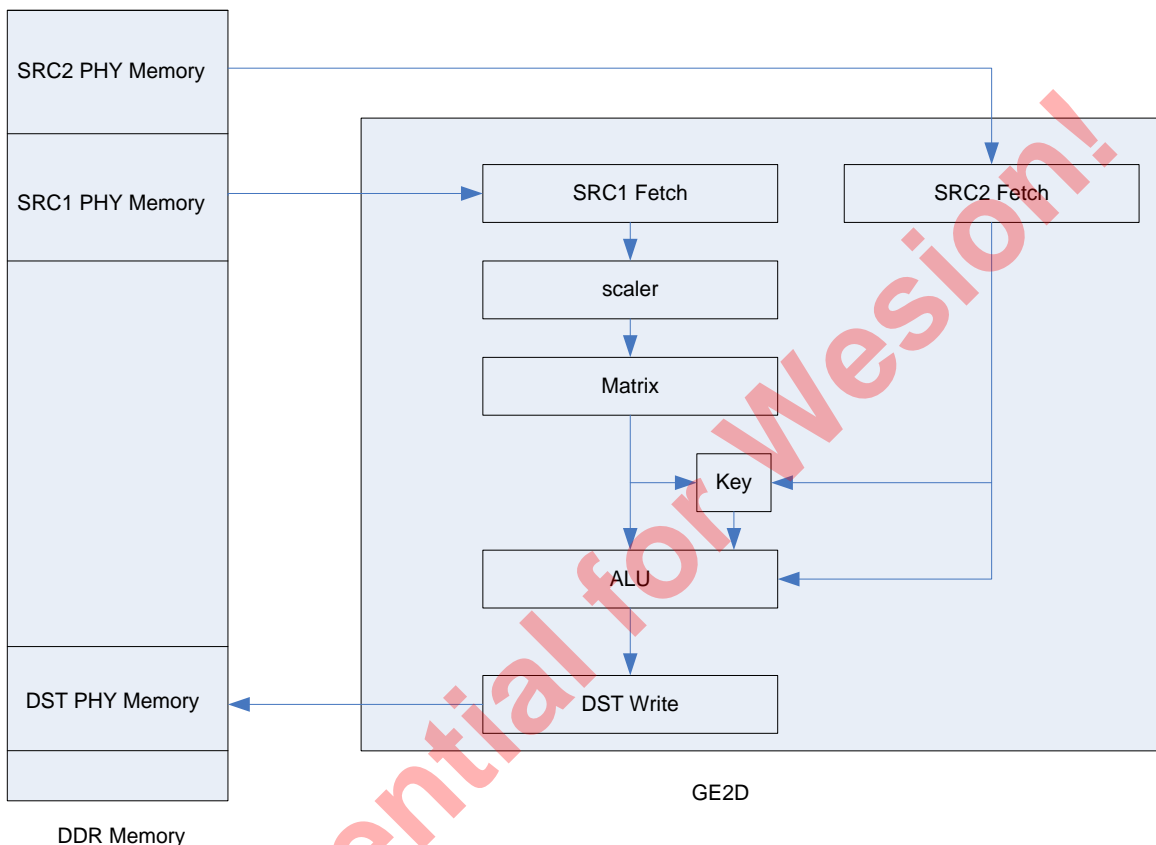 SRC2 PHY Memory
SRC1 PHY Memory
SRC1 Fetch
SRC2 Fetch
scaler
Matrix
Key
ALU
DST PHY Memory
DST Write
GE2D
DDR Memory
ential for Wesion!